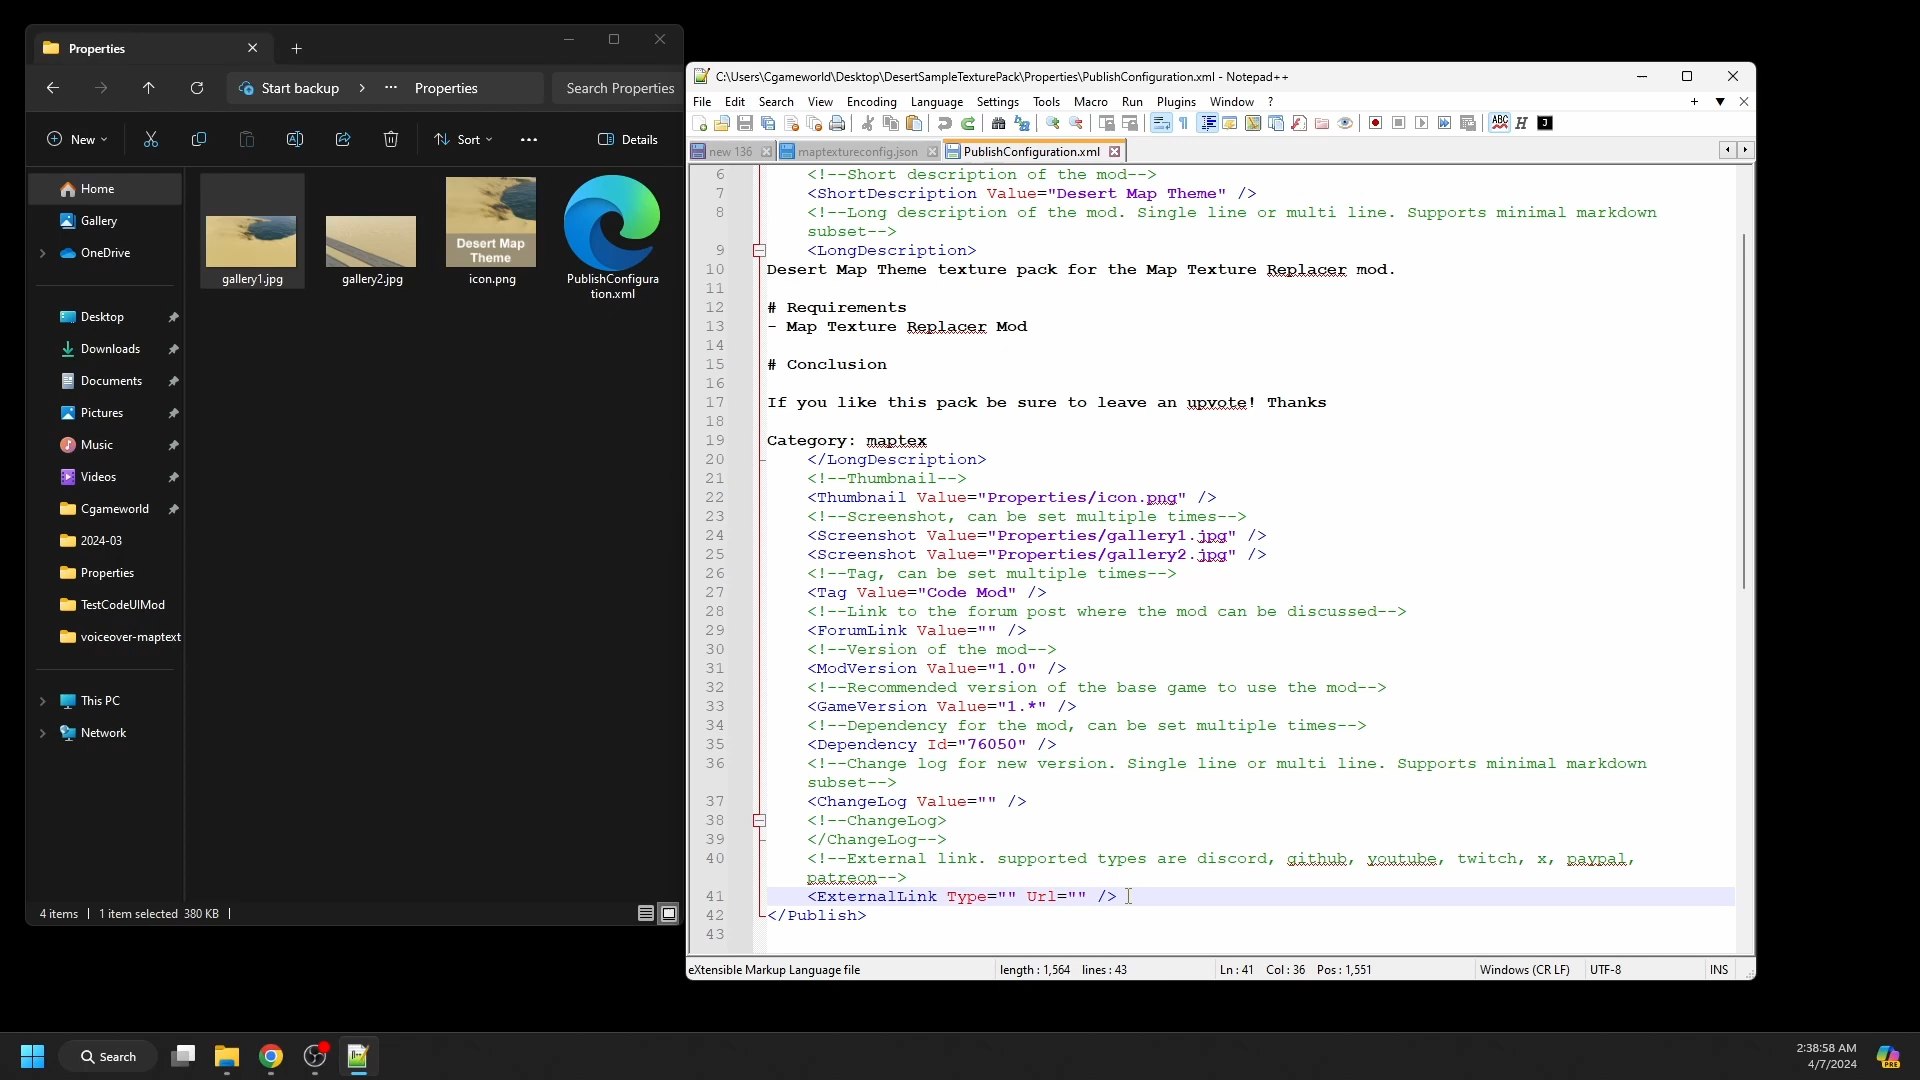 Properties
Start backup
Properties
Search Properties
New
Sort
Details
Home
Gallery
OneDrive
Desktop
Downloads
Documents
Pictures
Music
Videos
Cgameworld
2024-03
Properties
TestCodeUIMod
voiceover-maptext
This PC
Network
gallery1.jpg
gallery2.jpg
Desert Map
Theme
icon.png
PublishConfigura
tion.xml
4 items
1 item selected 380 KB
C:\Users\Cgameworld\Desktop\DesertSampleTexturePack\Properties\PublishConfiguration.xml - Notepad++
File Edit Search View Encoding Language Settings Tools Macro Run Plugins Window ?
new 136
maptextureconfig.json
PublishConfiguration.xml
6 <!--Short description of the mod-->
7 <ShortDescription Value="Desert Map Theme" />
8 <!--Long description of the mod. Single line or multi line. Supports minimal markdown
subset-->
9 <LongDescription>
10 Desert Map Theme texture pack for the Map Texture Replacer mod.
11
12 # Requirements
13 - Map Texture Replacer Mod
14
15 # Conclusion
16
17 If you like this pack be sure to leave an upvote! Thanks
18
19 Category: maptex
20 </LongDescription>
21 <!--Thumbnail-->
22 <Thumbnail Value="Properties/icon.png" />
23 <!--Screenshot, can be set multiple times-->
24 <Screenshot Value="Properties/gallery1.jpg" />
25 <Screenshot Value="Properties/gallery2.jpg" />
26 <!--Tag, can be set multiple times-->
27 <Tag Value="Code Mod" />
28 <!--Link to the forum post where the mod can be discussed-->
29 <ForumLink Value="" />
30 <!--Version of the mod-->
31 <ModVersion Value="1.0" />
32 <!--Recommended version of the base game to use the mod-->
33 <GameVersion Value="1.*" />
34 <!--Dependency for the mod, can be set multiple times-->
35 <Dependency Id="76050" />
36 <!--Change log for new version. Single line or multi line. Supports minimal markdown
subset-->
37 <ChangeLog Value="" />
38 <!--ChangeLog>
39 </ChangeLog-->
40 <!--External link. supported types are discord, github, youtube, twitch, x, paypal,
patreon-->
41 <ExternalLink Type="" Url="" />
42 </Publish>
43
eXtensible Markup Language file
length : 1,564 lines : 43
Ln : 41 Col : 36 Pos : 1,551
Windows (CR LF)
UTF-8
INS
Search
2:38:58 AM
4/7/2024
PRE